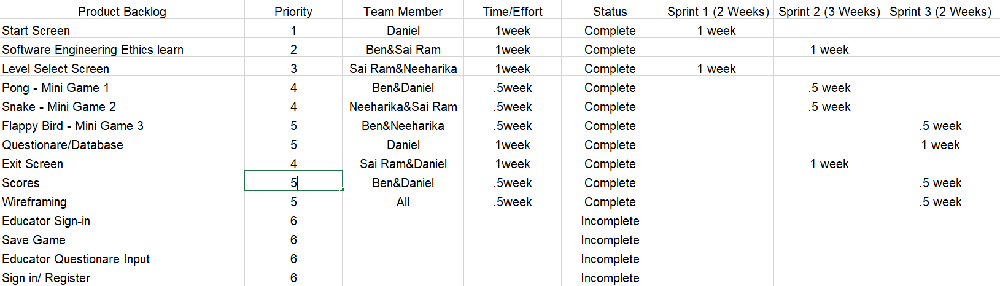 Product Backlog Priority Team Member Time/Effort Status Sprint 1 (2 Weeks) Sprint 2 (3 Weeks) Sprint 3 (2 Weeks)
Start Screen 1 Daniel 1week Complete 1 week
Software Engineering Ethics learn 2 Ben&Sai Ram 1week Complete 1 week
Level Select Screen 3 Sai Ram&Neeharika 1week Complete 1 week
Pong - Mini Game 1 4 Ben&Daniel .5week Complete .5 week
Snake - Mini Game 2 4 Neeharika&Sai Ram .5week Complete .5 week
Flappy Bird - Mini Game 3 5 Ben&Neeharika .5week Complete .5 week
Questionare/Database 5 Daniel 1week Complete 1 week
Exit Screen 4 Sai Ram&Daniel 1week Complete 1 week
Scores 5 Ben&Daniel .5week Complete .5 week
Wireframing 5 All .5week Complete .5 week
Educator Sign-in 6 Incomplete
Save Game 6 Incomplete
Educator Questionare Input 6 Incomplete
Sign in/ Register 6 Incomplete